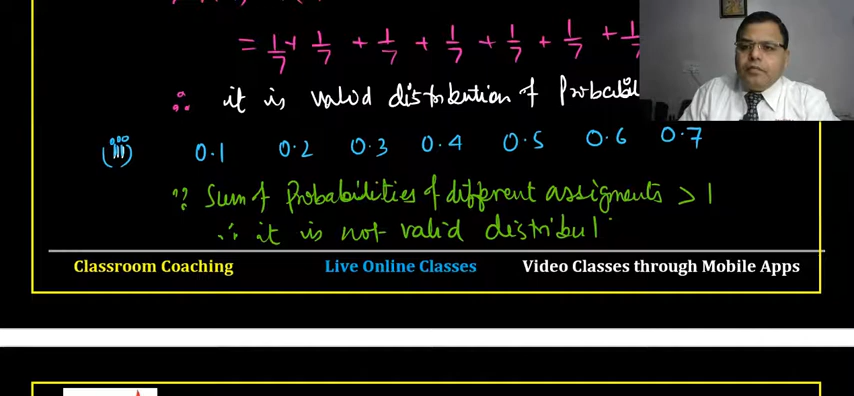 = 1/7 + 1/7 + 1/7 + 1/7 + 1/7 + 1/7 + 1/7
∴ it is valid distribution of Probabil
(iii) 0.1 0.2 0.3 0.4 0.5 0.6 0.7
∵ Sum of Probabilities of different assigments > 1
∴ it is not valid distribut
Classroom Coaching Live Online Classes Video Classes through Mobile Apps